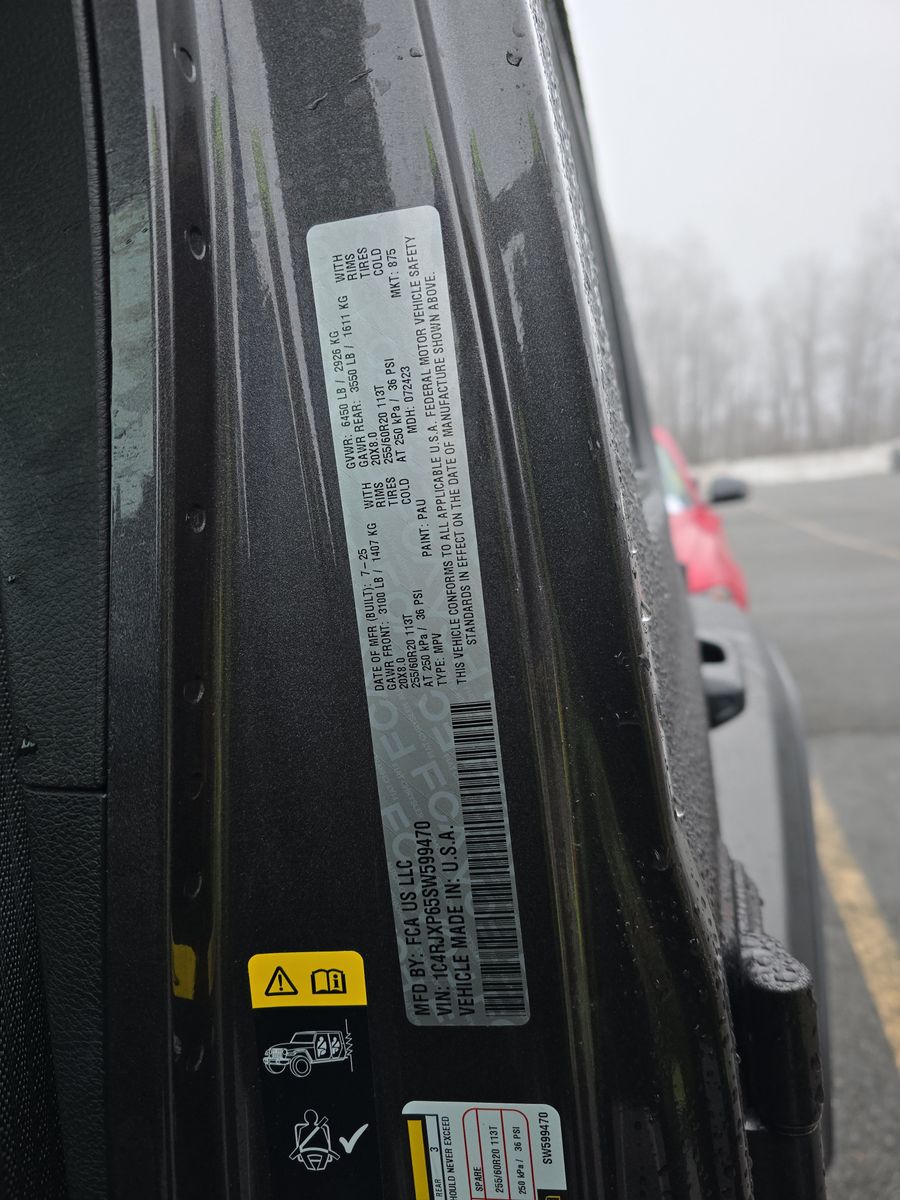 MFD BY: FCA US LLC
VIN: 1C4RJXP65SW599470
VEHICLE MADE IN: U.S.A.
DATE OF MFR (BUILT): 7-25
GAWR FRONT: 3100 LB / 1407 KG WITH
20X8.0 RIMS
255/60R20 113T TIRES
AT 250 kPa / 36 PSI COLD
TYPE: MPV PAINT: PAU
GVWR: 6450 LB / 2926 KG
GAWR REAR: 3550 LB / 1611 KG WITH
20X8.0 RIMS
255/60R20 113T TIRES
AT 250 kPa / 36 PSI COLD
MDH: 072423 MKT: 875
THIS VEHICLE CONFORMS TO ALL APPLICABLE U.S.A. FEDERAL MOTOR VEHICLE SAFETY
STANDARDS IN EFFECT ON THE DATE OF MANUFACTURE SHOWN ABOVE.
REAR 3
SHOULD NEVER EXCEED
SPARE
255/60R20 113T
250 kPa / 36 PSI
SW599470